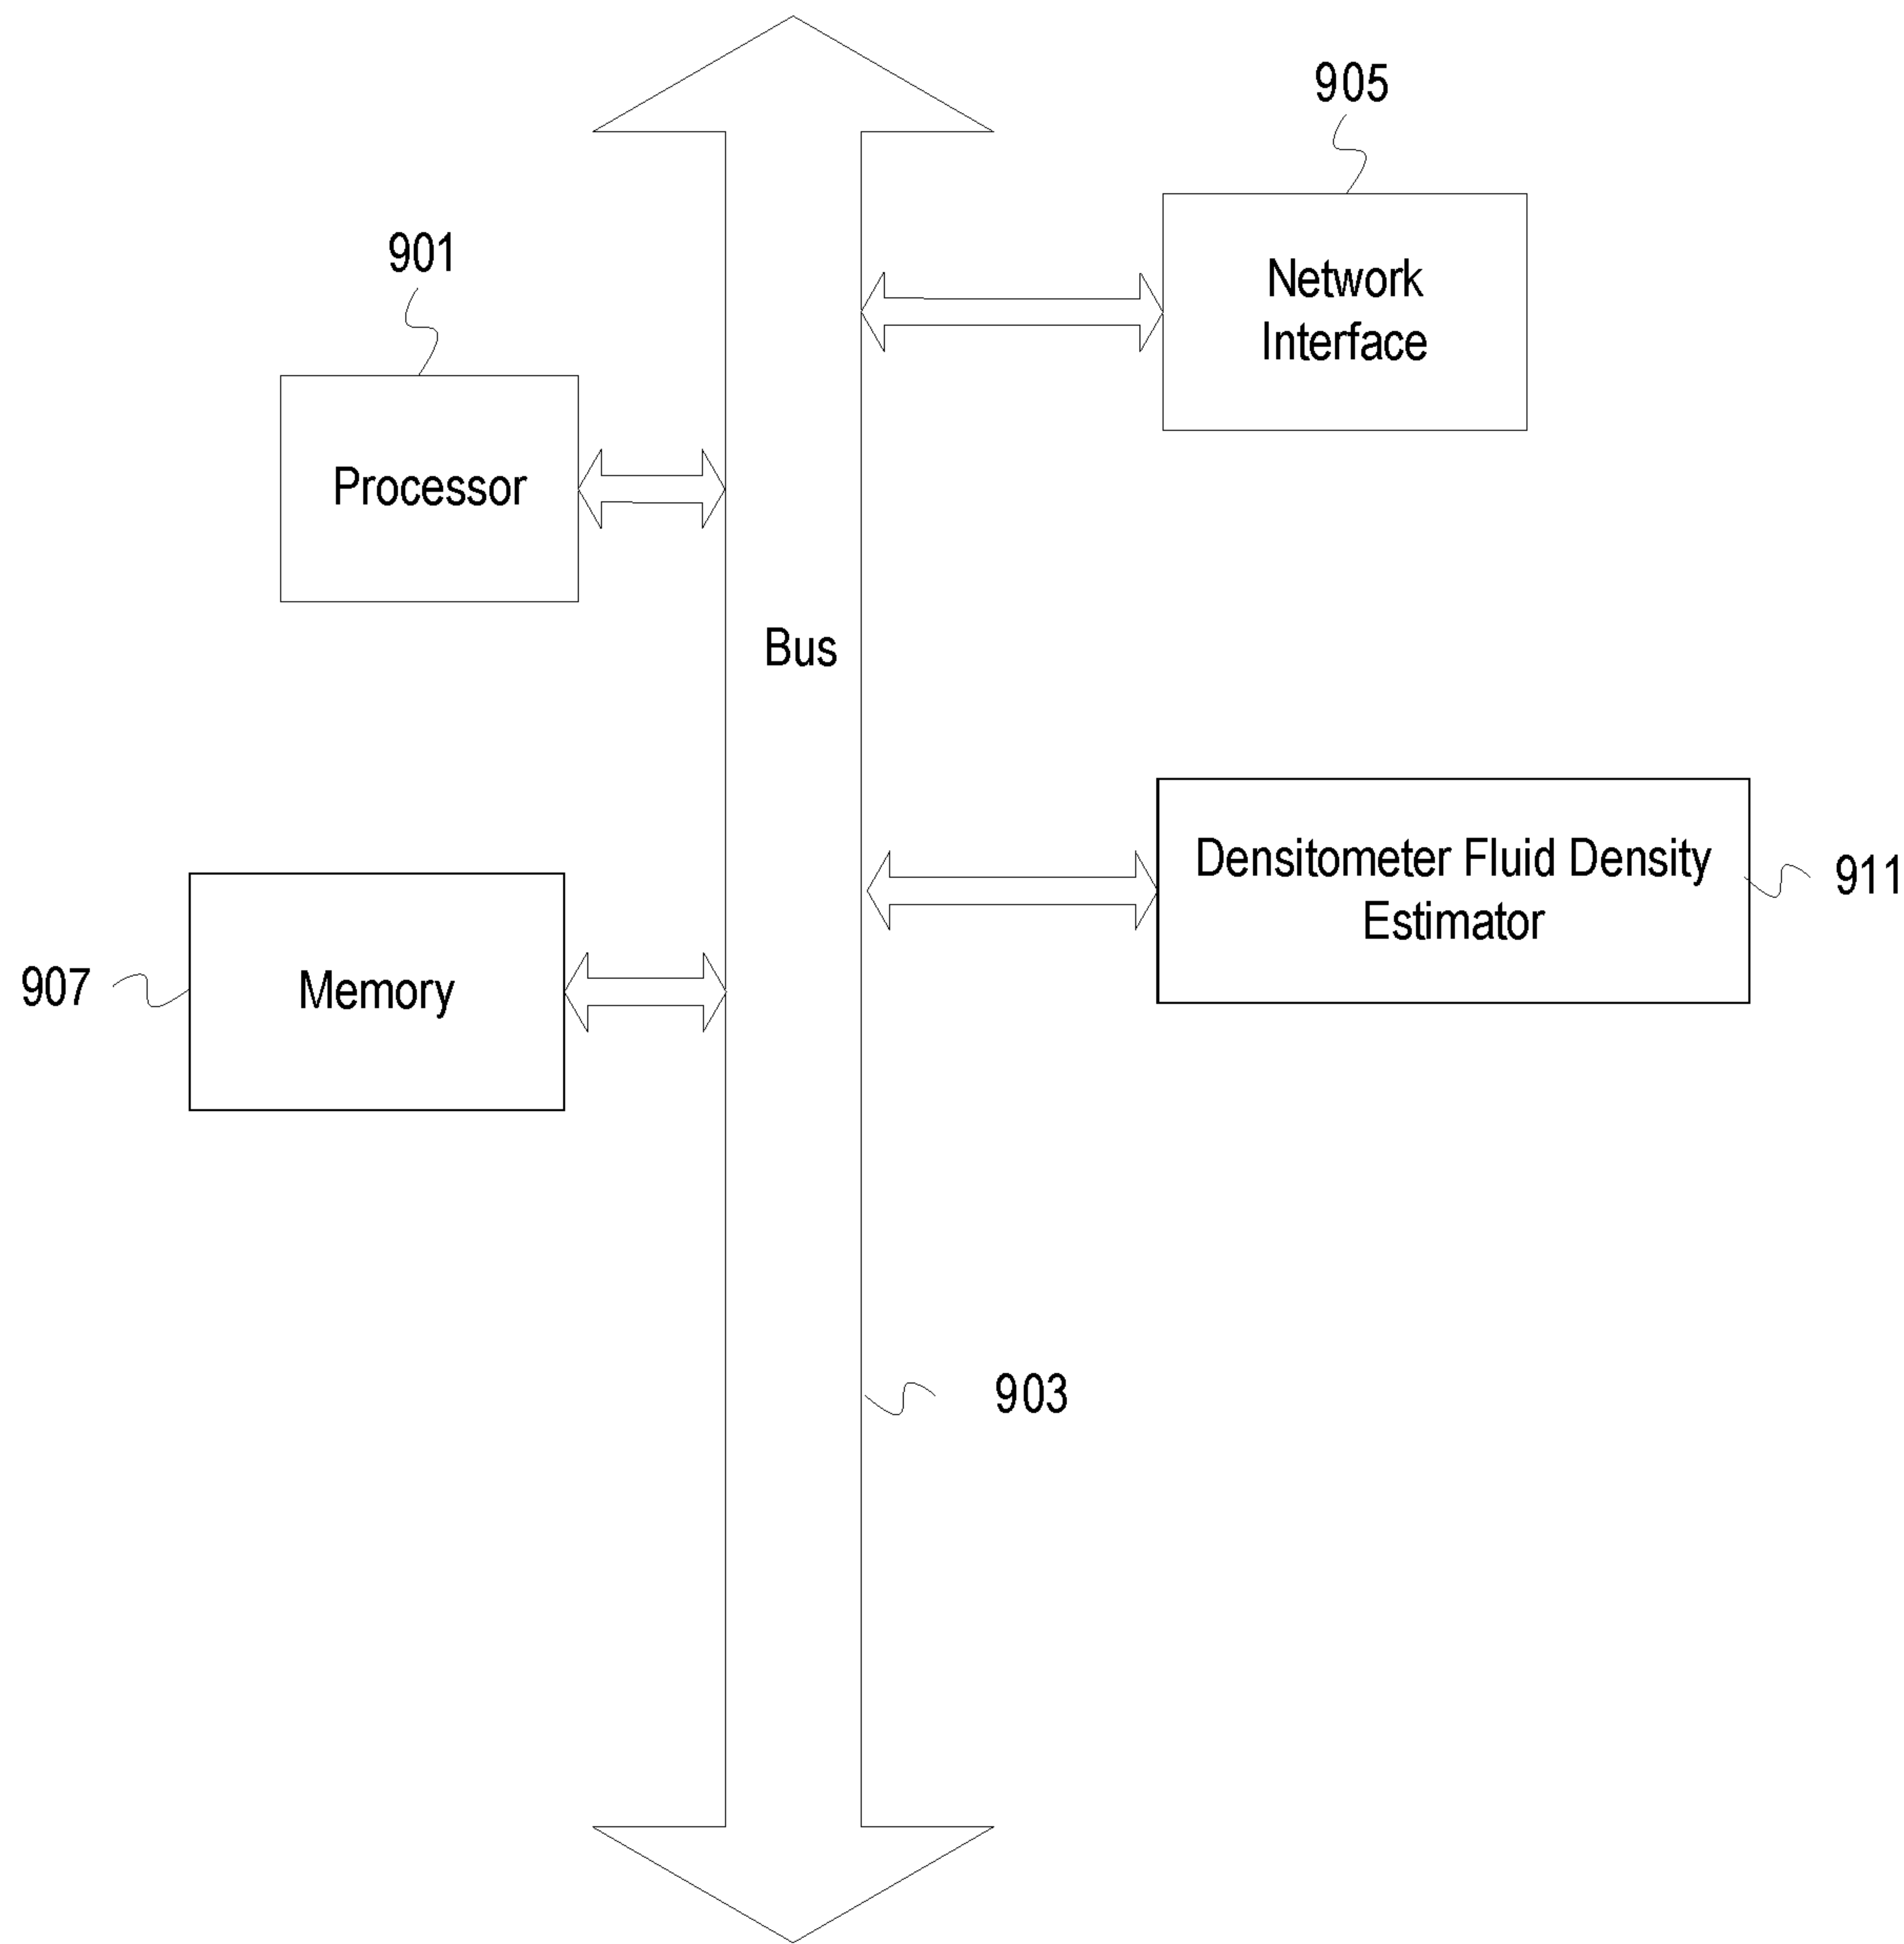 905
901
Network
Interface
Processor
Bus
Densitometer Fluid Density
Estimator
911
907
Memory
903